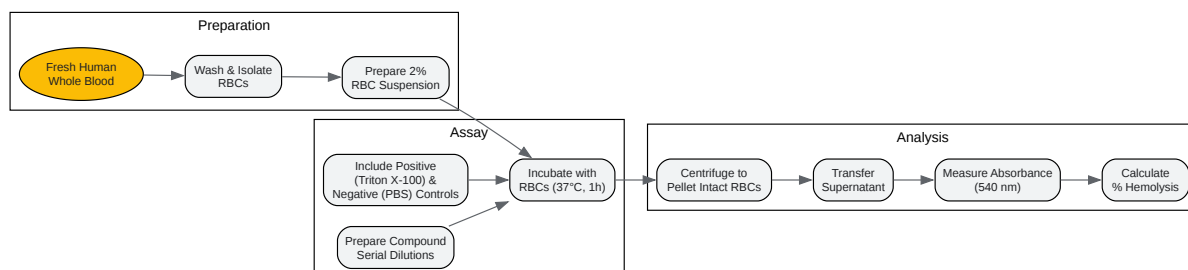 Preparation
Fresh Human
Whole Blood
Wash & Isolate
RBCs
Prepare 2%
RBC Suspension
Assay
Include Positive
(Triton X-100) &
Negative (PBS) Controls
Prepare Compound
Serial Dilutions
Incubate with
RBCs (37°C, 1h)
Analysis
Centrifuge to
Pellet Intact RBCs
Transfer
Supernatant
Measure Absorbance
(540 nm)
Calculate
% Hemolysis